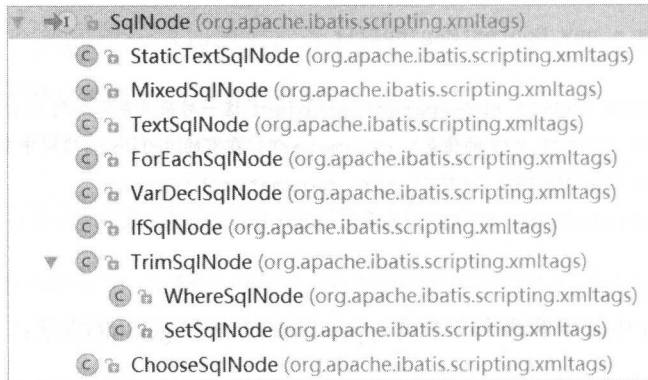 SqlNode (org.apache.ibatis.scripting.xmltags)
StaticTextSqlNode (org.apache.ibatis.scripting.xmltags)
MixedSqlNode (org.apache.ibatis.scripting.xmltags)
TextSqlNode (org.apache.ibatis.scripting.xmltags)
ForEachSqlNode (org.apache.ibatis.scripting.xmltags)
VarDeclSqlNode (org.apache.ibatis.scripting.xmltags)
IfSqlNode (org.apache.ibatis.scripting.xmltags)
TrimSqlNode (org.apache.ibatis.scripting.xmltags)
WhereSqlNode (org.apache.ibatis.scripting.xmltags)
SetSqlNode (org.apache.ibatis.scripting.xmltags)
ChooseSqlNode (org.apache.ibatis.scripting.xmltags)